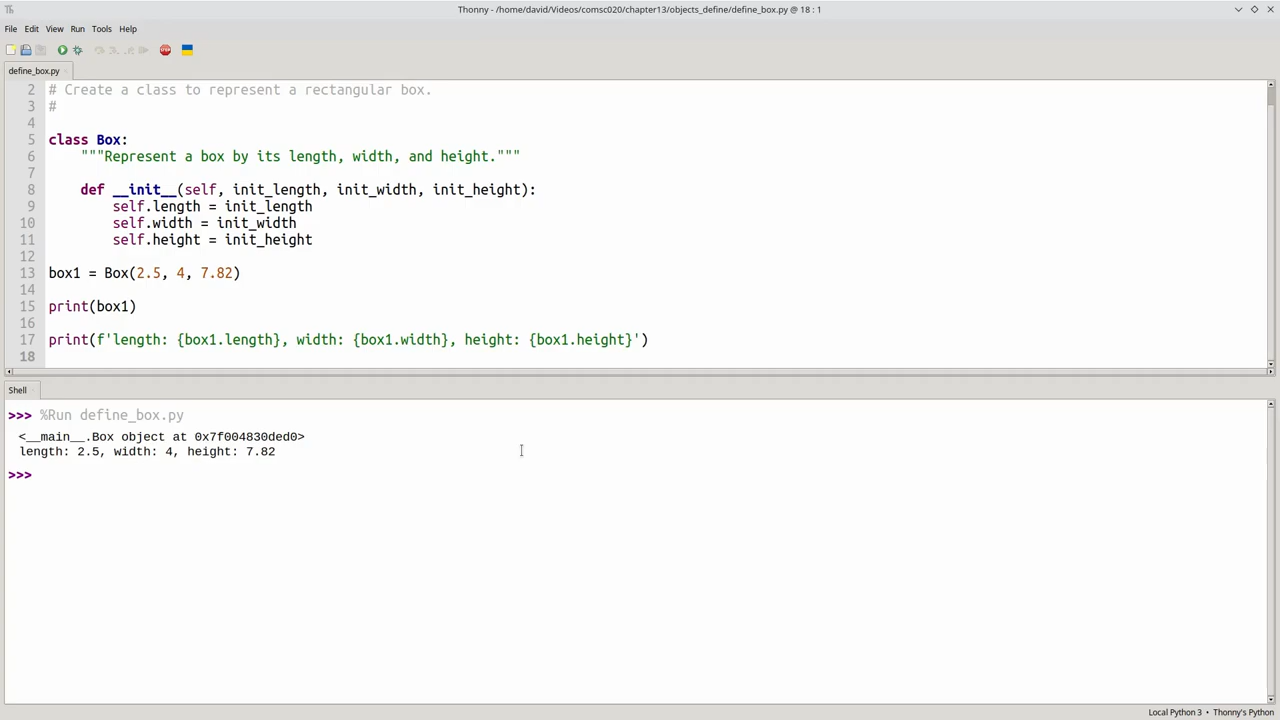 Thonny - /home/david/Videos/comsc020/chapter13/objects_define/define_box.py @ 18 : 1
File Edit View Run Tools Help
define_box.py
2 # Create a class to represent a rectangular box.
3 #
4
5 class Box:
6     """Represent a box by its length, width, and height."""
7
8     def __init__(self, init_length, init_width, init_height):
9         self.length = init_length
10         self.width = init_width
11         self.height = init_height
12
13 box1 = Box(2.5, 4, 7.82)
14
15 print(box1)
16
17 print(f'length: {box1.length}, width: {box1.width}, height: {box1.height}')
18
Shell
>>> %Run define_box.py
<__main__.Box object at 0x7f004830ded0>
length: 2.5, width: 4, height: 7.82
>>>
Local Python 3 • Thonny's Python